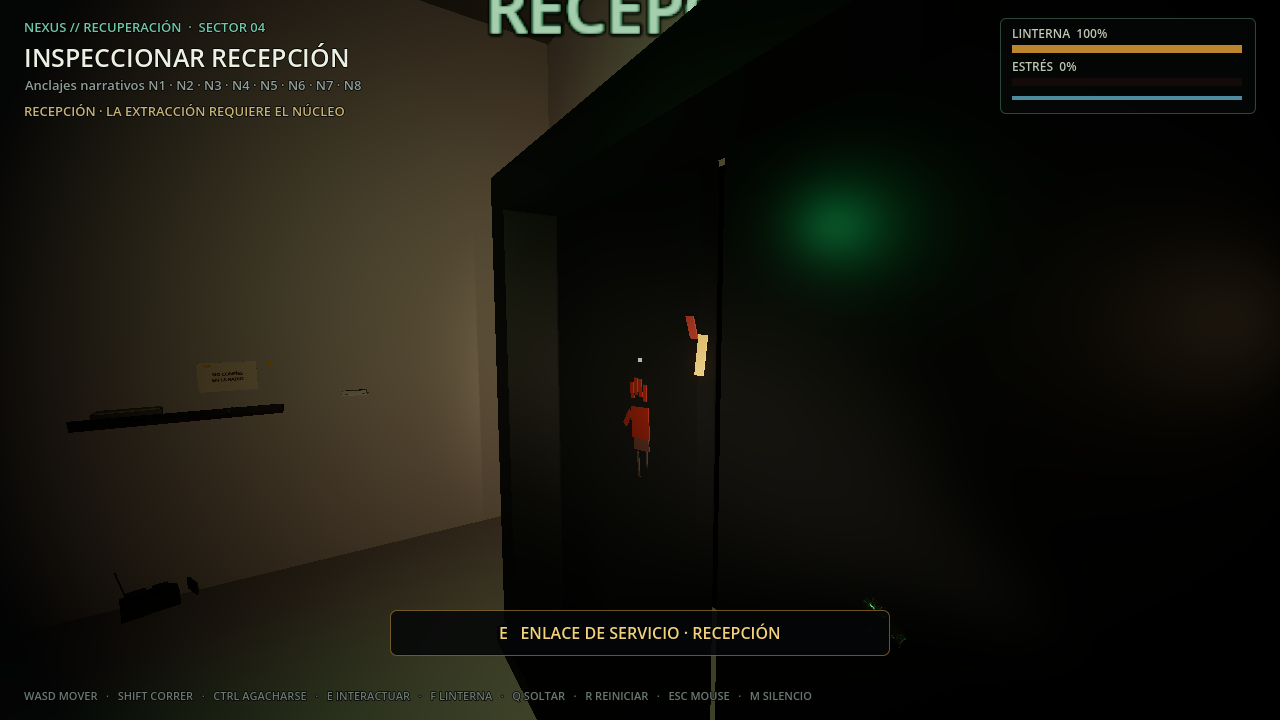 NEXUS // RECUPERACIÓN · SECTOR 04
INSPECCIONAR RECEPCIÓN
Anclajes narrativos N1 · N2 · N3 · N4 · N5 · N6 · N7 · N8
RECEPCIÓN · LA EXTRACCIÓN REQUIERE EL NÚCLEO
LINTERNA 100%
ESTRÉS 0%
E ENLACE DE SERVICIO · RECEPCIÓN
WASD MOVER · SHIFT CORRER · CTRL AGACHARSE · E INTERACTUAR · F LINTERNA · Q SOLTAR · R REINICIAR · ESC MOUSE · M SILENCIO